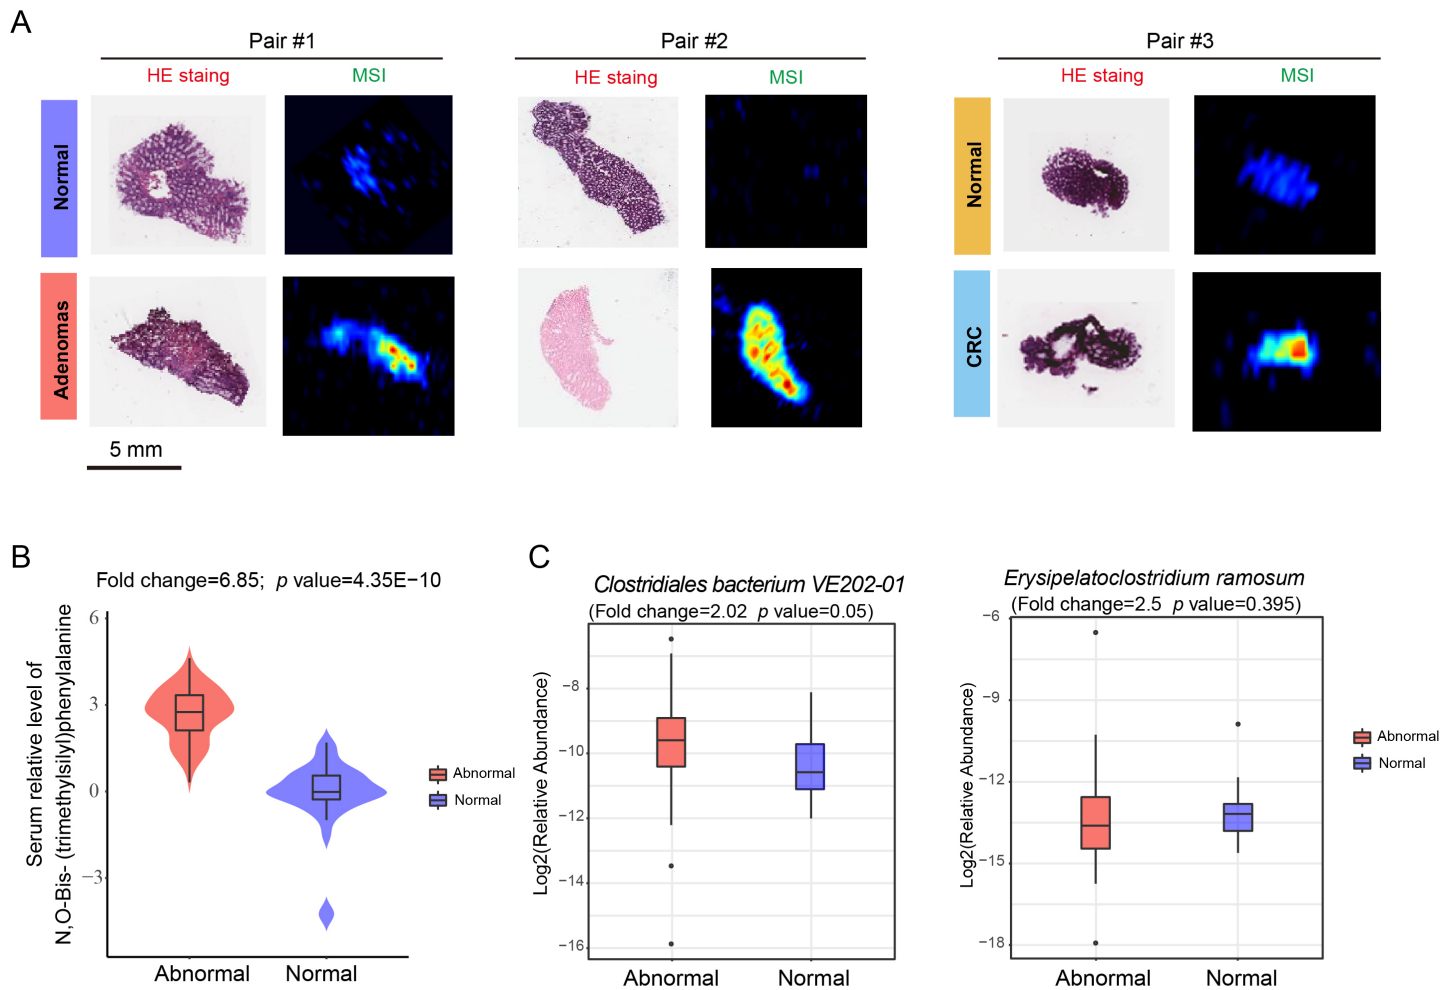 A
Pair #1
Pair #2
Pair #3
HE staing
MSI
HE staing
MSI
HE staing
MSI
Normal
Normal
Adenomas
CRC
5 mm
B
Fold change=6.85; p value=4.35E−10
Serum relative level of
N,O-Bis- (trimethylsilyl)phenylalanine
6
3
0
−3
Abnormal
Normal
Abnormal
Normal
C
Clostridiales bacterium VE202-01
(Fold change=2.02 p value=0.05)
Log2(Relative Abundance)
−8
−10
−12
−14
−16
Abnormal
Normal
Erysipelatoclostridium ramosum
(Fold change=2.5 p value=0.395)
Log2(Relative Abundance)
−6
−9
−12
−15
−18
Abnormal
Normal
Abnormal
Normal